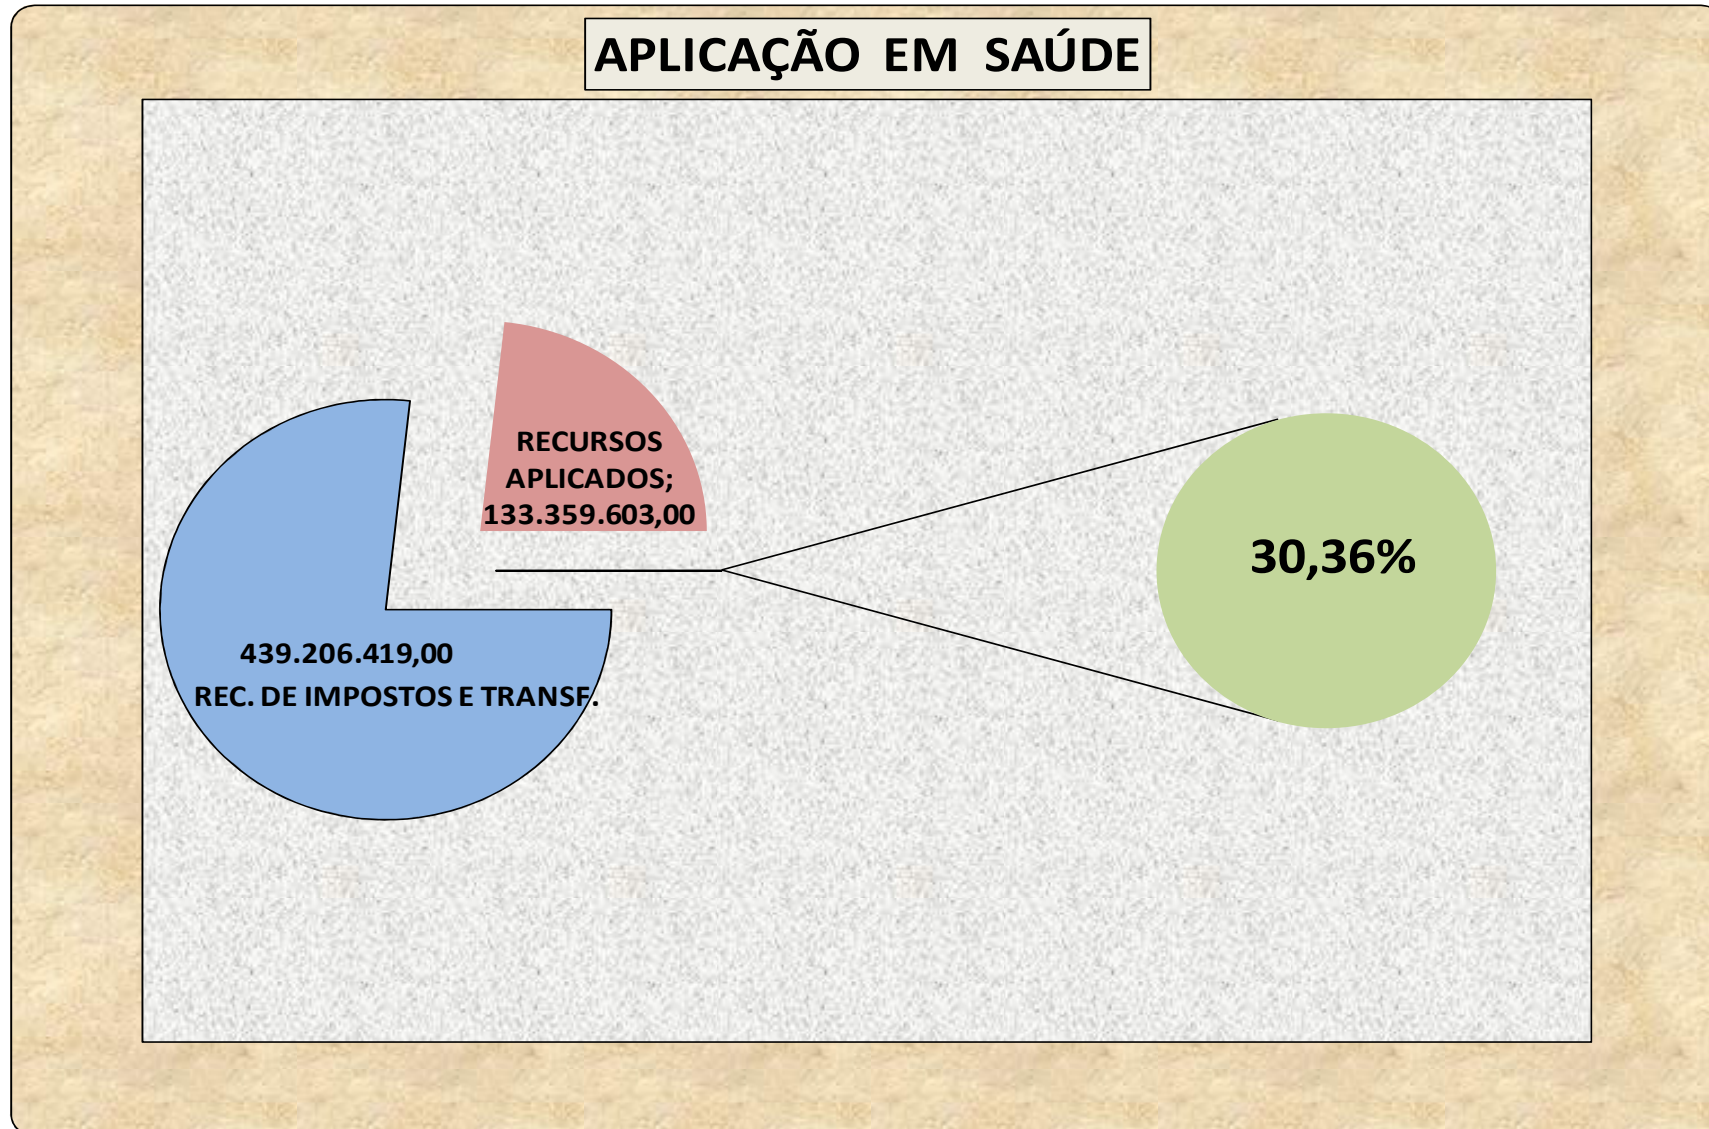 APLICAÇÃO EM SAÚDE
RECURSOS
APLICADOS;
133.359.603,00
439.206.419,00
REC. DE IMPOSTOS E TRANSF.
30,36%